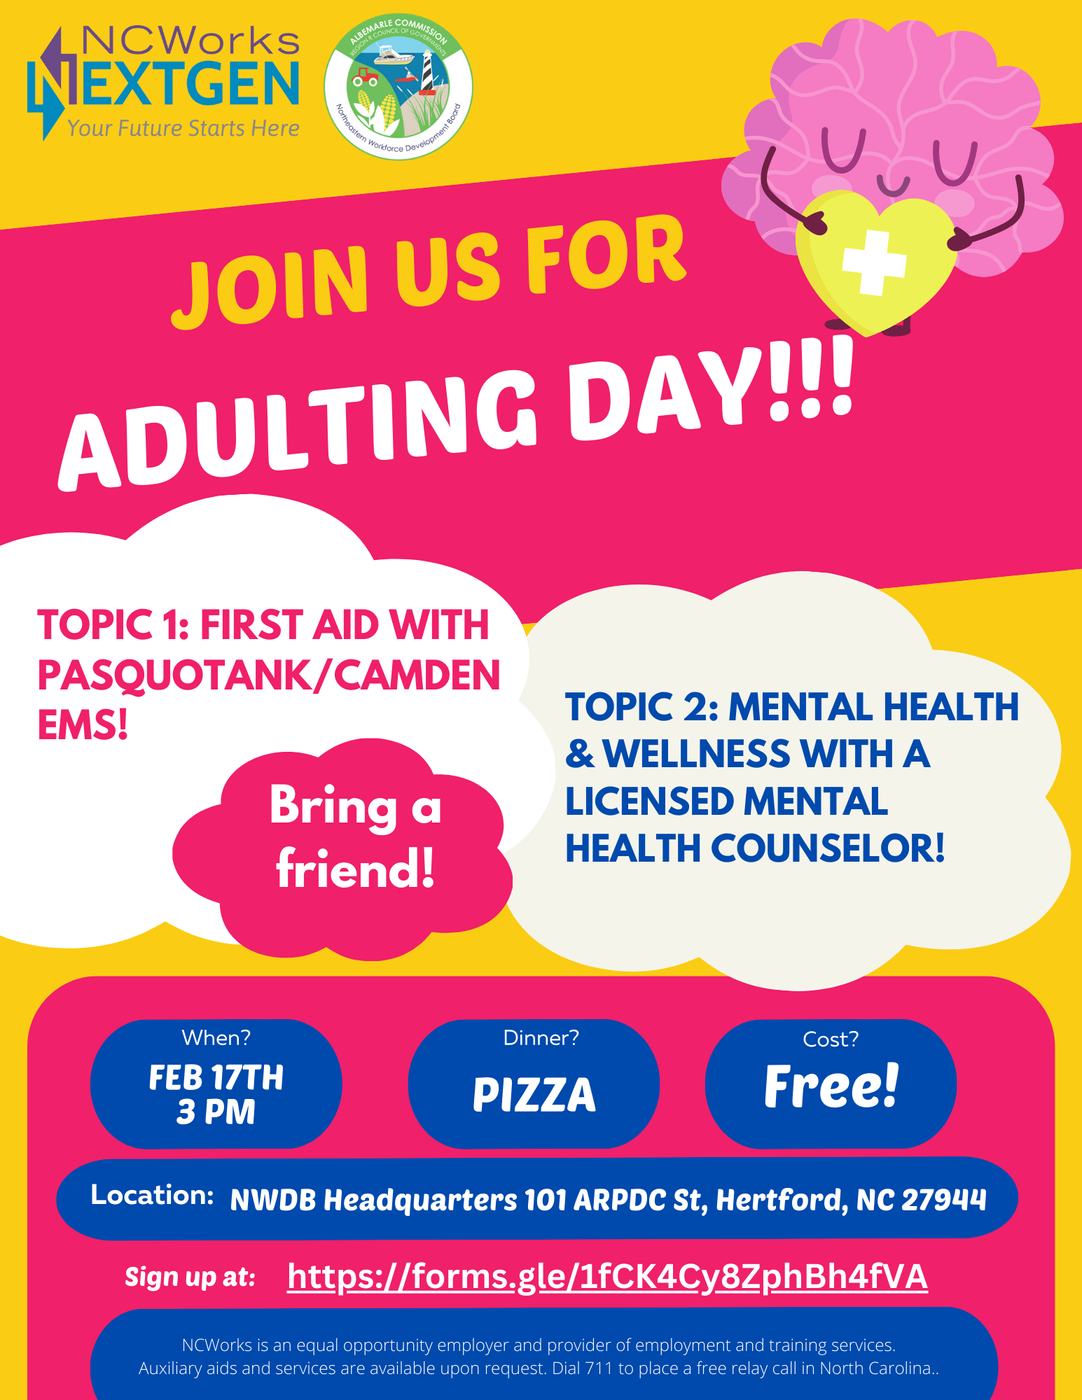 NCWorks
NEXTGEN
Your Future Starts Here
ALBEMARLE COMMISSION
REGION R COUNCIL OF GOVERNMENTS
Northeastern Workforce Development Board
JOIN US FOR
ADULTING DAY!!!
TOPIC 1: FIRST AID WITH
PASQUOTANK/CAMDEN
EMS!
TOPIC 2: MENTAL HEALTH
& WELLNESS WITH A
LICENSED MENTAL
HEALTH COUNSELOR!
Bring a
friend!
When?
FEB 17TH
3 PM
Dinner?
PIZZA
Cost?
Free!
Location: NWDB Headquarters 101 ARPDC St, Hertford, NC 27944
Sign up at: https://forms.gle/1fCK4Cy8ZphBh4fVA
NCWorks is an equal opportunity employer and provider of employment and training services.
Auxiliary aids and services are available upon request. Dial 711 to place a free relay call in North Carolina..